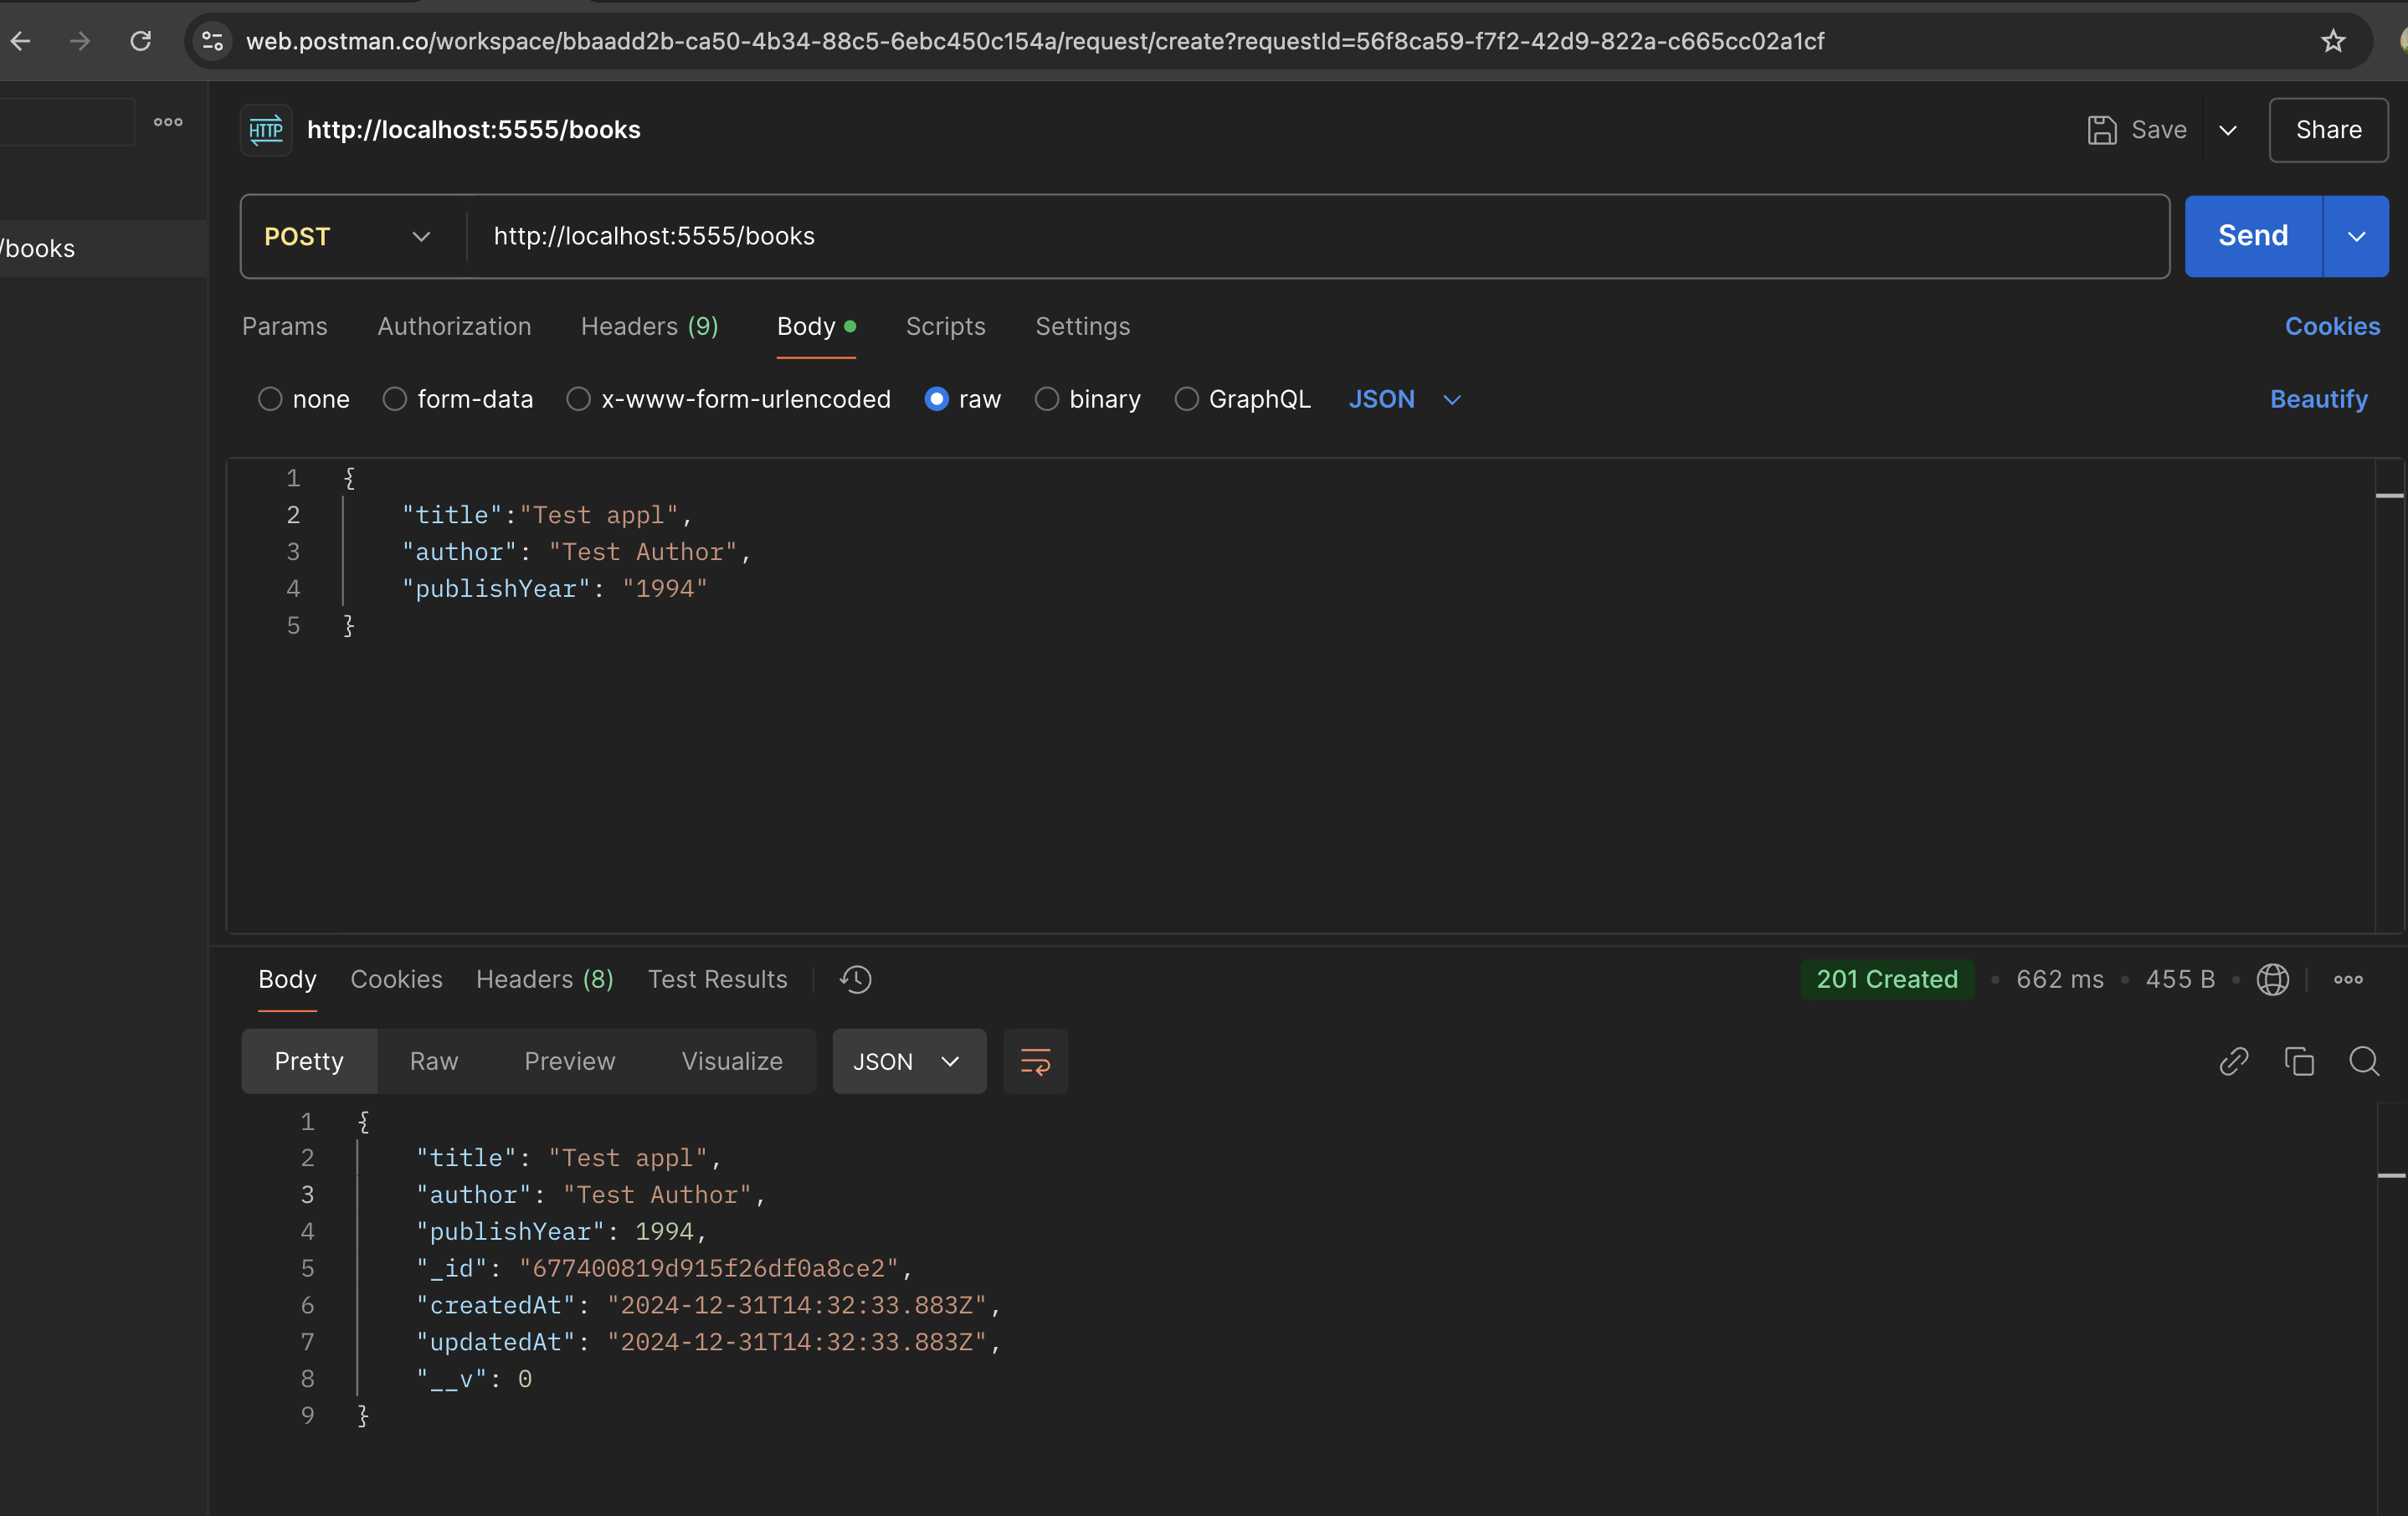 web.postman.co/workspace/bbaadd2b-ca50-4b34-88c5-6ebc450c154a/request/create?requestId=56f8ca59-f7f2-42d9-822a-c665cc02a1cf
HTTP http://localhost:5555/books Save Share
/books
POST http://localhost:5555/books Send
Params Authorization Headers (9) Body Scripts Settings Cookies
none form-data x-www-form-urlencoded raw binary GraphQL JSON Beautify
1 {
2 "title":"Test appl",
3 "author": "Test Author",
4 "publishYear": "1994"
5 }
Body Cookies Headers (8) Test Results 201 Created • 662 ms • 455 B •
Pretty Raw Preview Visualize JSON
1 {
2 "title": "Test appl",
3 "author": "Test Author",
4 "publishYear": 1994,
5 "_id": "677400819d915f26df0a8ce2",
6 "createdAt": "2024-12-31T14:32:33.883Z",
7 "updatedAt": "2024-12-31T14:32:33.883Z",
8 "__v": 0
9 }